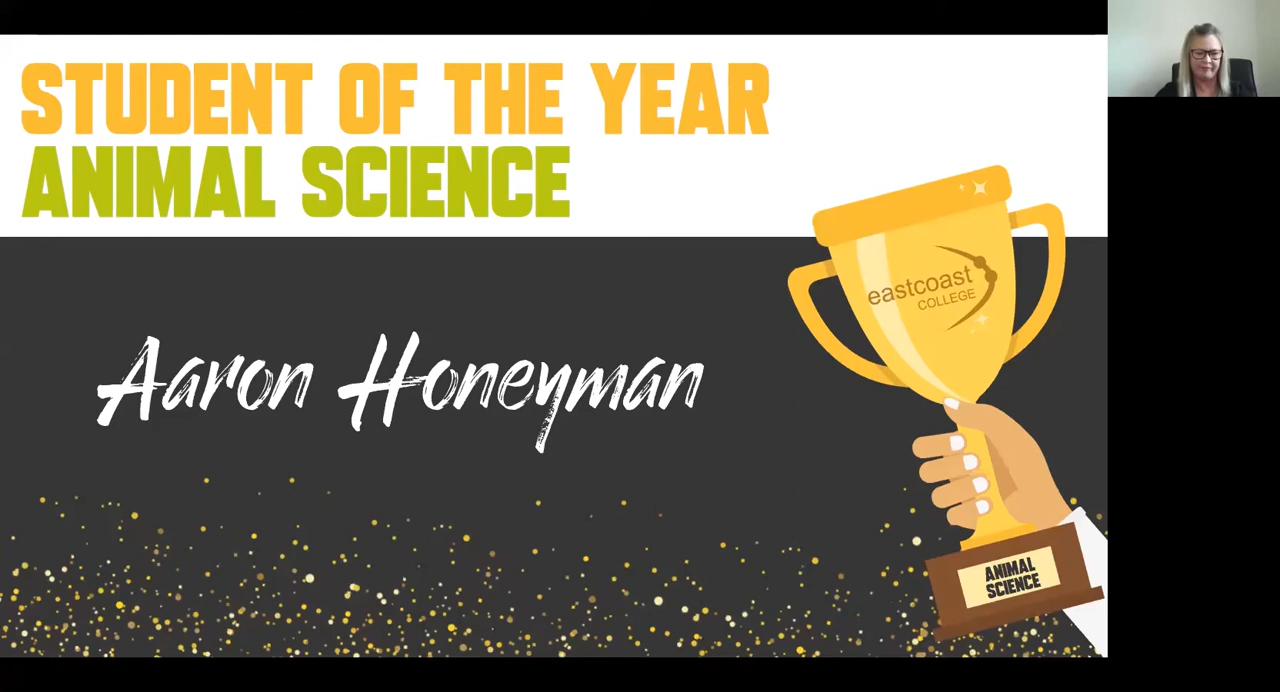 STUDENT OF THE YEAR
ANIMAL SCIENCE
eastcoast
COLLEGE
Aaron Honeyman
ANIMAL
SCIENCE